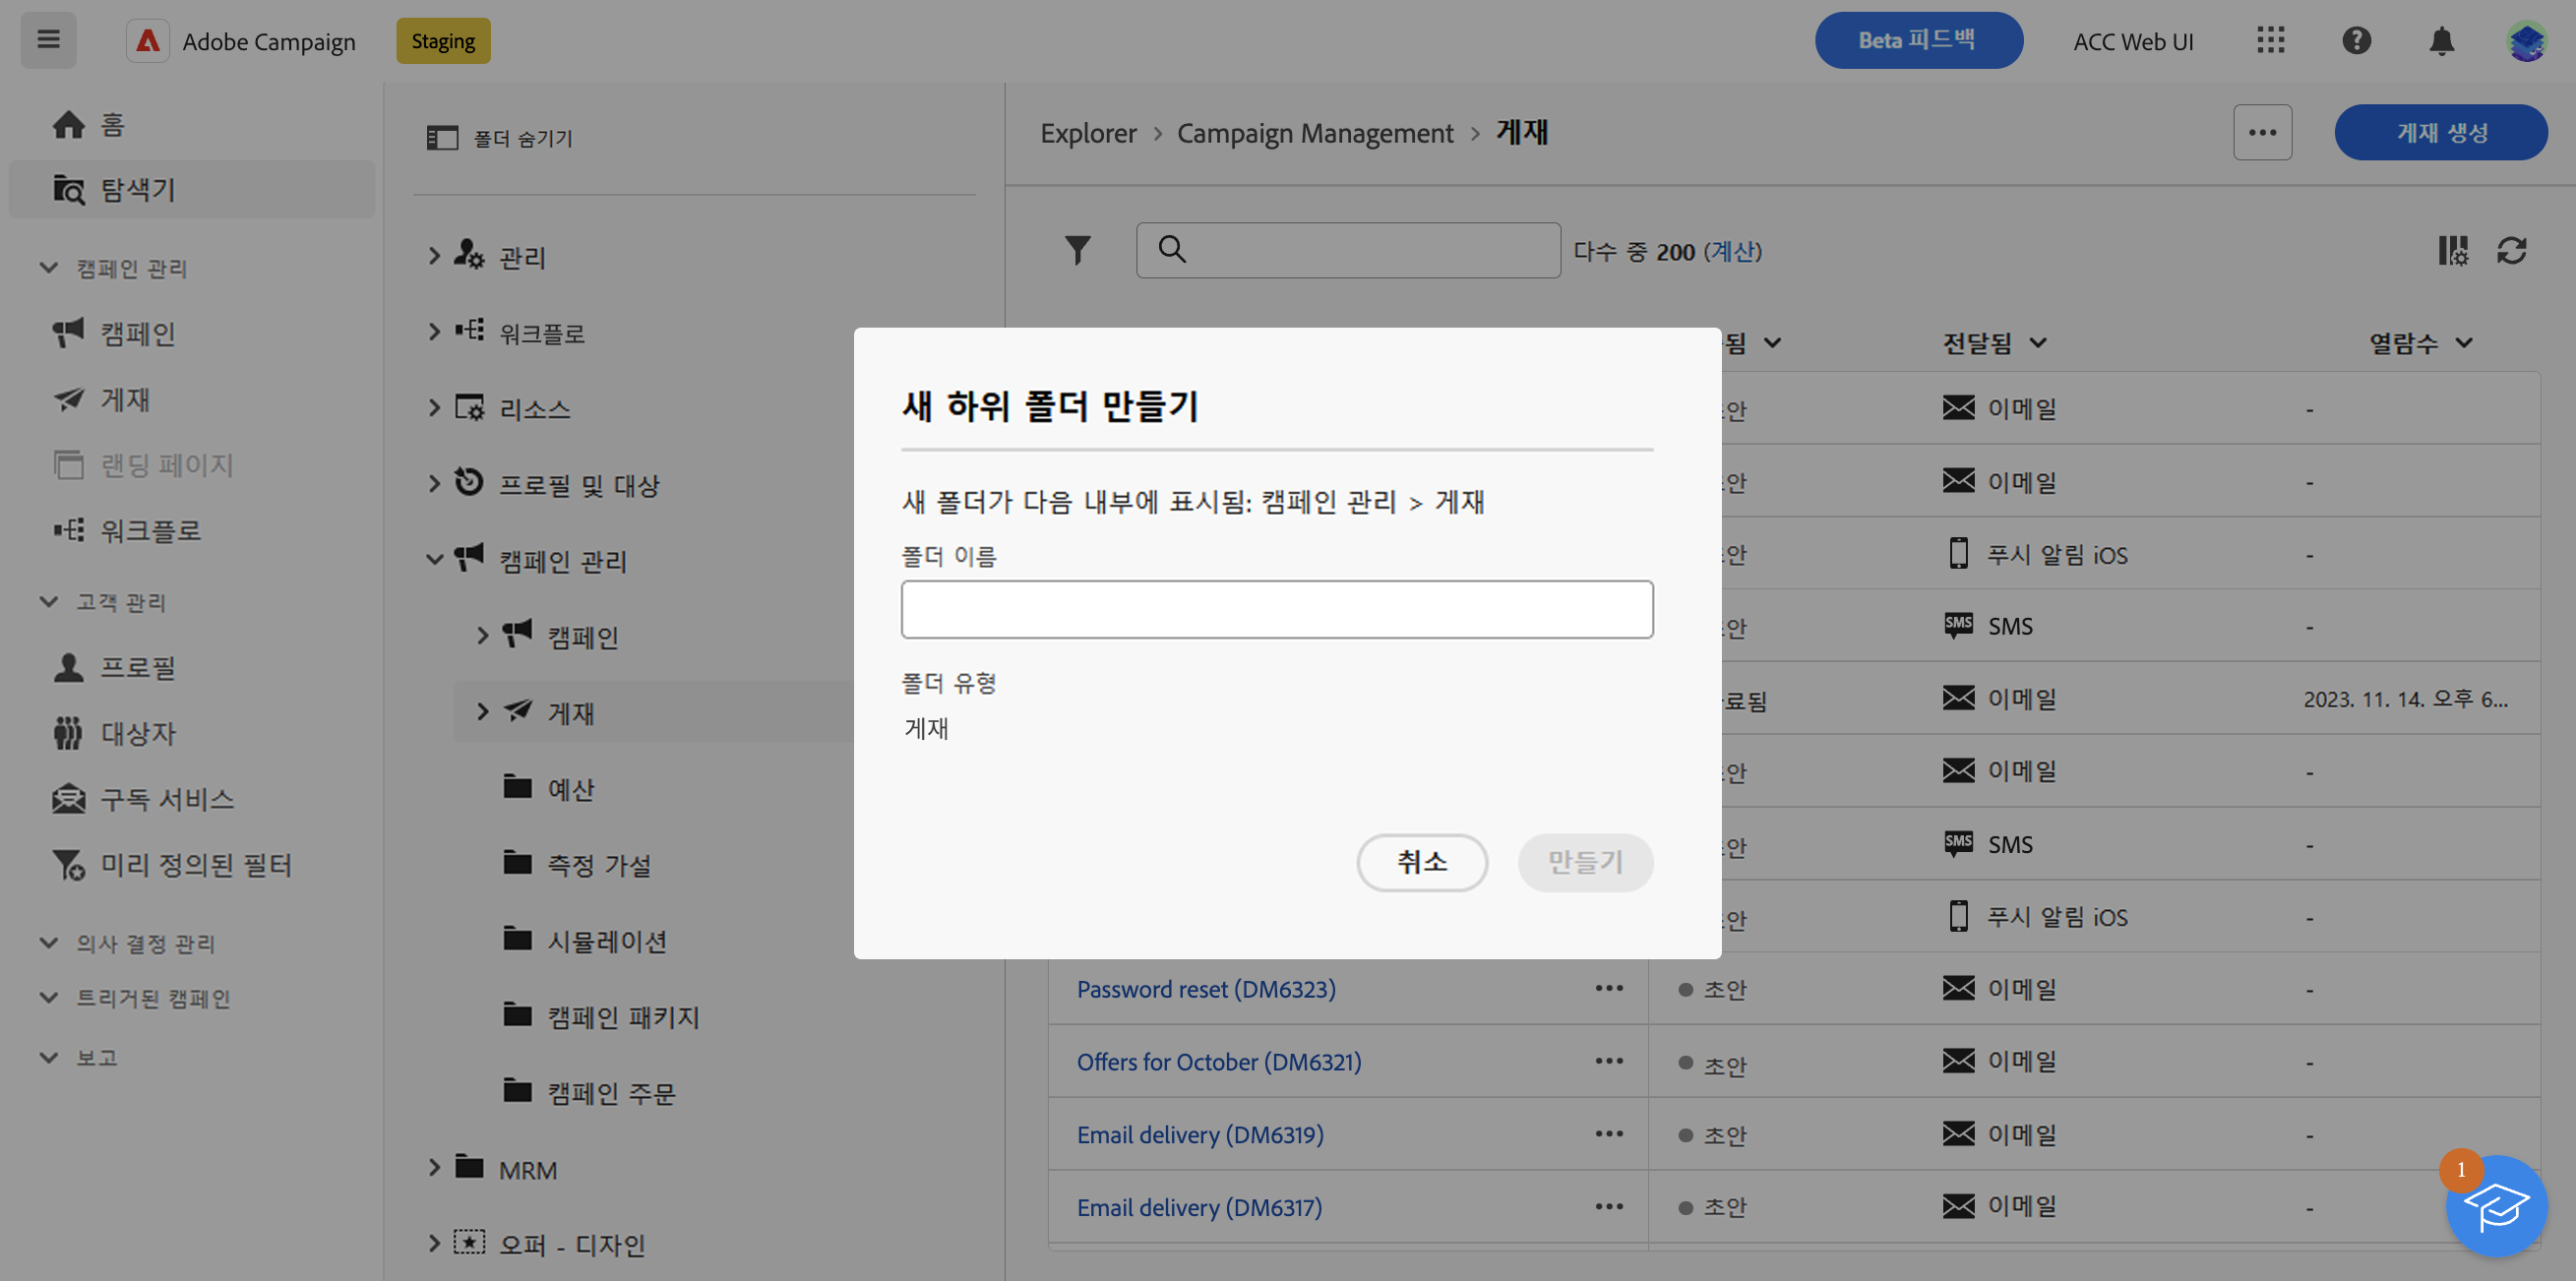 Adobe Campaign
Staging
Beta 피드백
ACC Web UI
홈
탐색기
캠페인 관리
캠페인
게재
랜딩 페이지
워크플로
고객 관리
프로필
대상자
구독 서비스
미리 정의된 필터
의사 결정 관리
트리거된 캠페인
보고
폴더 숨기기
관리
워크플로
리소스
프로필 및 대상
캠페인 관리
캠페인
게재
예산
측정 가설
시뮬레이션
캠페인 패키지
캠페인 주문
MRM
오퍼 - 디자인
Explorer > Campaign Management > 게재
게재 생성
다수 중 200 (계산)
됨 전달됨 열람수
안 이메일 -
안 이메일 -
안 푸시 알림 iOS -
안 SMS -
료됨 이메일 2023. 11. 14. 오후 6...
안 이메일 -
안 SMS -
안 푸시 알림 iOS -
Password reset (DM6323) 초안 이메일 -
Offers for October (DM6321) 초안 이메일 -
Email delivery (DM6319) 초안 이메일 -
Email delivery (DM6317) 초안 이메일 -
새 하위 폴더 만들기
새 폴더가 다음 내부에 표시됨: 캠페인 관리 > 게재
폴더 이름
폴더 유형
게재
취소
만들기
1